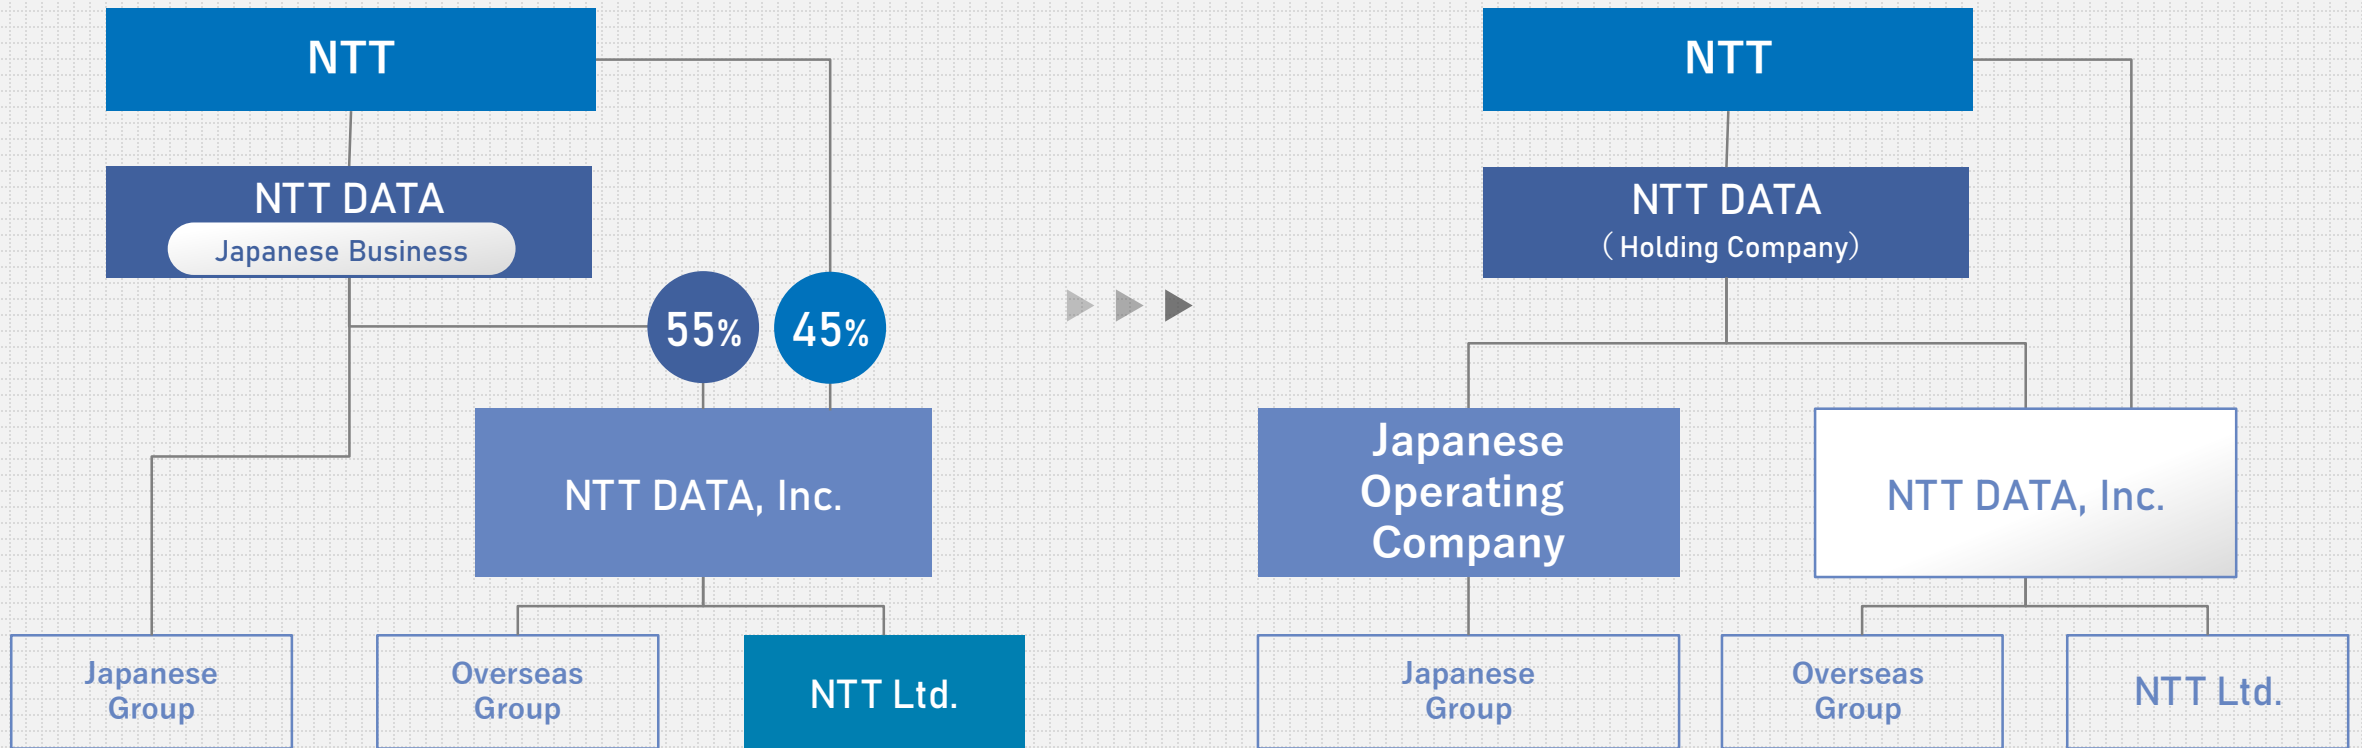 NTT
NTT DATA
Japanese Business
55%
45%
NTT DATA, Inc.
Japanese
Group
Overseas
Group
NTT Ltd.
NTT
NTT DATA
（Holding Company）
Japanese
Operating
Company
NTT DATA, Inc.
Japanese
Group
Overseas
Group
NTT Ltd.